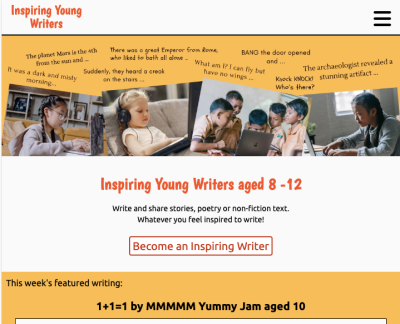 Inspiring Young
Writers
The planet Mars is the 4th
from the sun and ...
There was a great Emperor from Rome,
who liked to bath all alone ..
BANG the door opened
and ...
It was a dark and misty
morning...
Suddenly, they heard a creak
on the stairs ...
What am I? I can fly but
have no wings ...
Knock KNOCK!
Who's there?
The archaeologist revealed a
stunning artifact ...
Inspiring Young Writers aged 8 -12
Write and share stories, poetry or non-fiction text.
Whatever you feel inspired to write!
Become an Inspiring Writer
This week's featured writing:
1+1=1 by MMMMM Yummy Jam aged 10